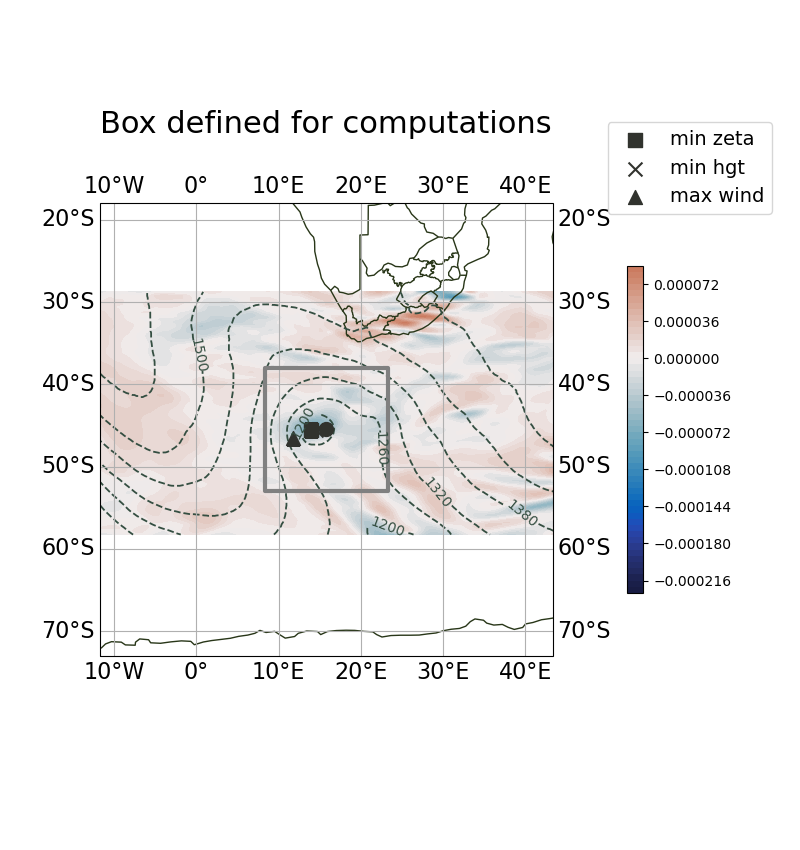 Box defined for computations
min zeta
min hgt
max wind
10°W 0° 10°E 20°E 30°E 40°E
20°S 20°S
30°S 30°S
40°S 40°S
50°S 50°S
60°S 60°S
70°S 70°S
10°W 0° 10°E 20°E 30°E 40°E
1500
1200
1260
1320
1380
1200
0.000072
0.000036
0.000000
−0.000036
−0.000072
−0.000108
−0.000144
−0.000180
−0.000216